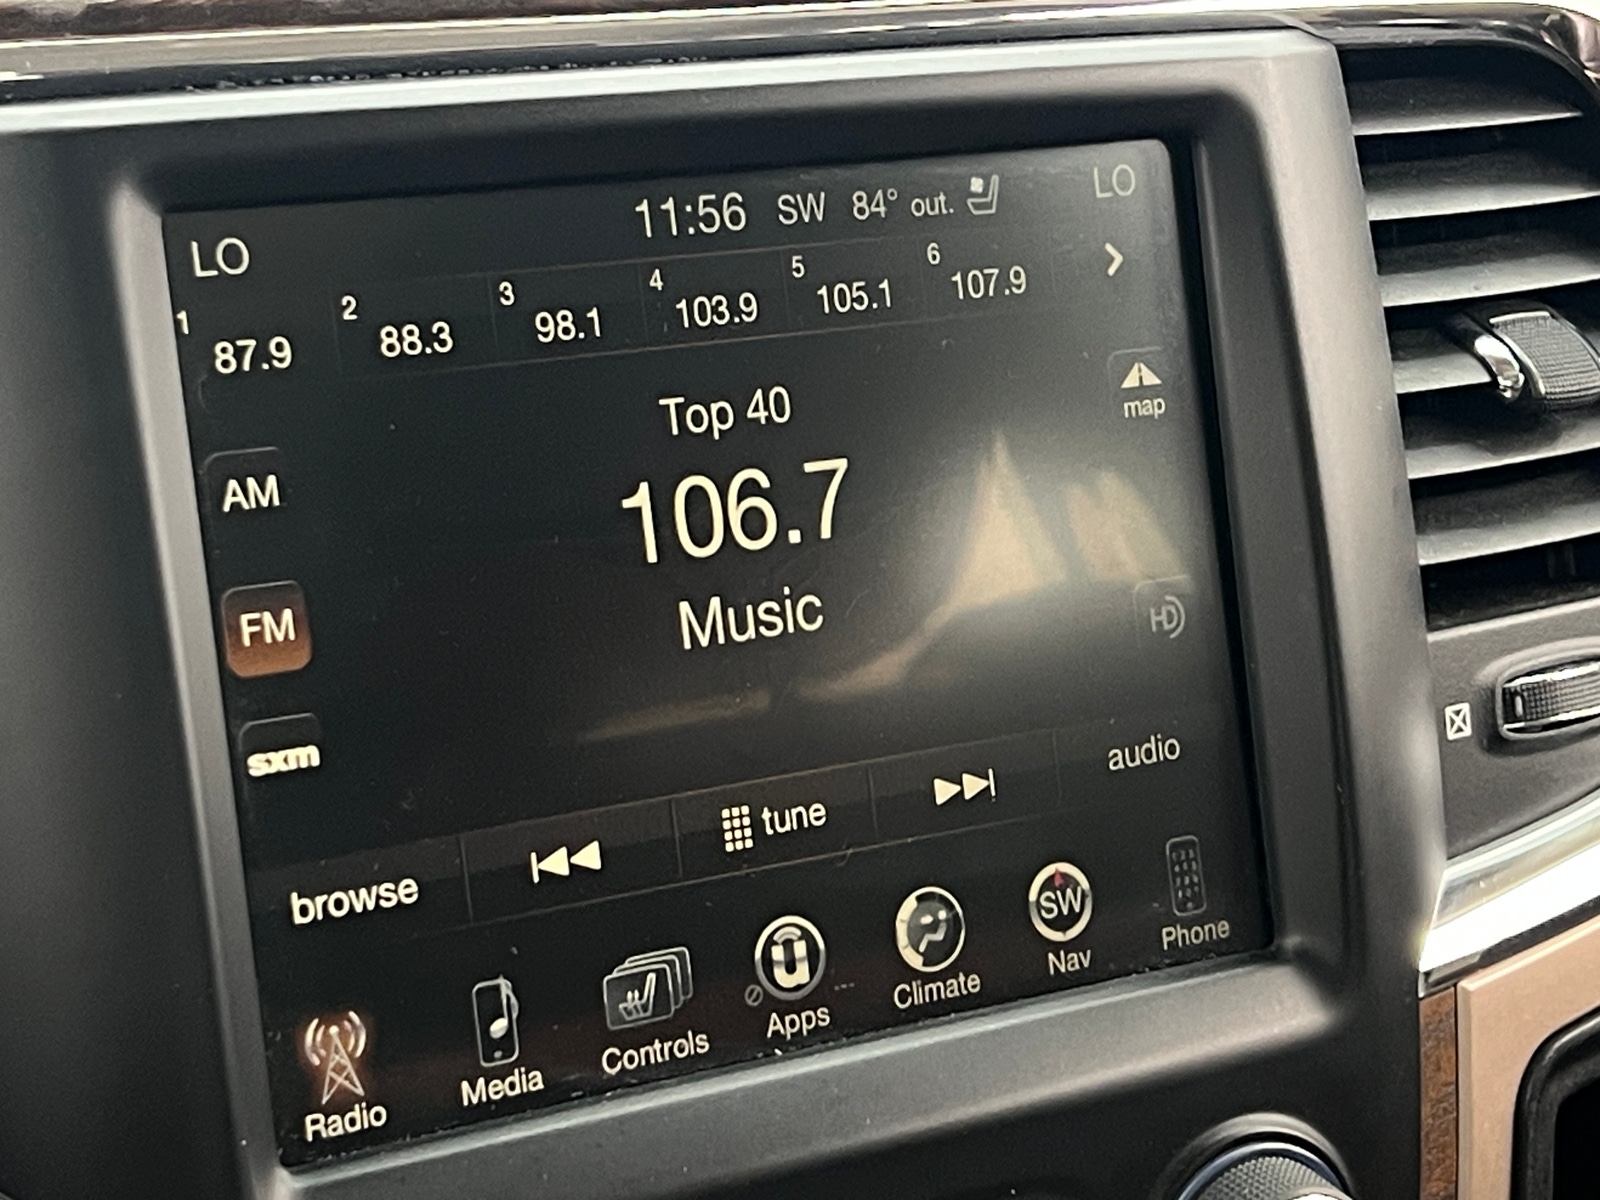 LO 11:56 SW 84° out. LO
1 87.9 2 88.3 3 98.1 4 103.9 5 105.1 6 107.9
map
Top 40
AM
106.7
FM
Music
HD
sxm
browse tune audio
Radio Media Controls Apps Climate SW Nav Phone